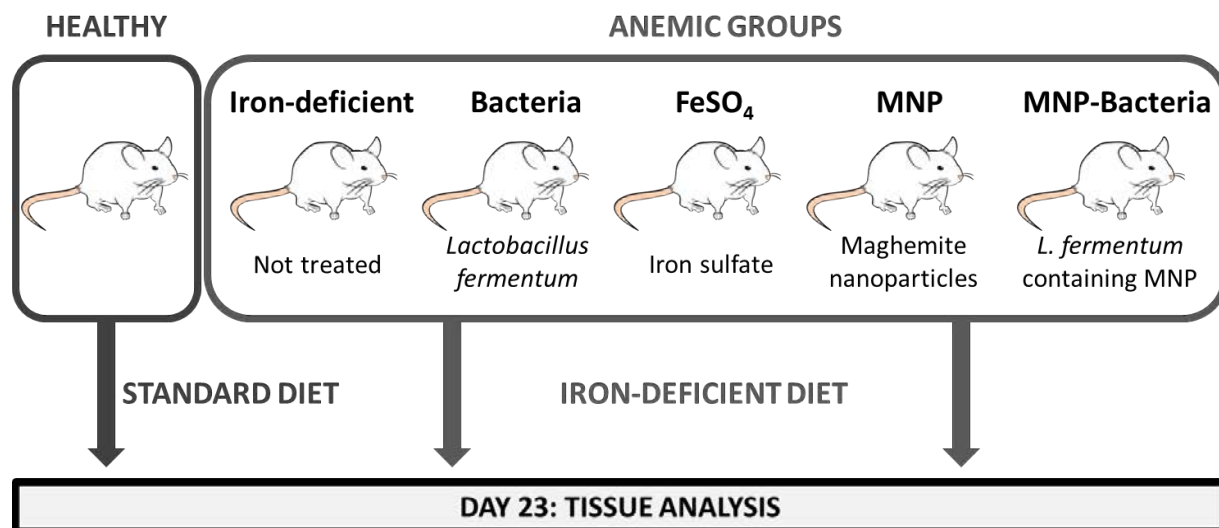 HEALTHY
ANEMIC GROUPS
Iron-deficient
Bacteria
FeSO₄
MNP
MNP-Bacteria
Not treated
Lactobacillus
fermentum
Iron sulfate
Maghemite
nanoparticles
L. fermentum
containing MNP
STANDARD DIET
IRON-DEFICIENT DIET
DAY 23: TISSUE ANALYSIS